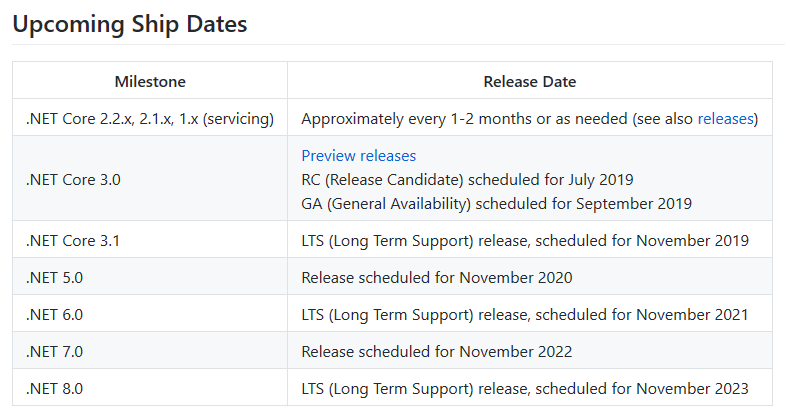 Upcoming Ship Dates
Milestone Release Date
.NET Core 2.2.x, 2.1.x, 1.x (servicing) Approximately every 1-2 months or as needed (see also releases)
.NET Core 3.0 Preview releases
RC (Release Candidate) scheduled for July 2019
GA (General Availability) scheduled for September 2019
.NET Core 3.1 LTS (Long Term Support) release, scheduled for November 2019
.NET 5.0 Release scheduled for November 2020
.NET 6.0 LTS (Long Term Support) release, scheduled for November 2021
.NET 7.0 Release scheduled for November 2022
.NET 8.0 LTS (Long Term Support) release, scheduled for November 2023